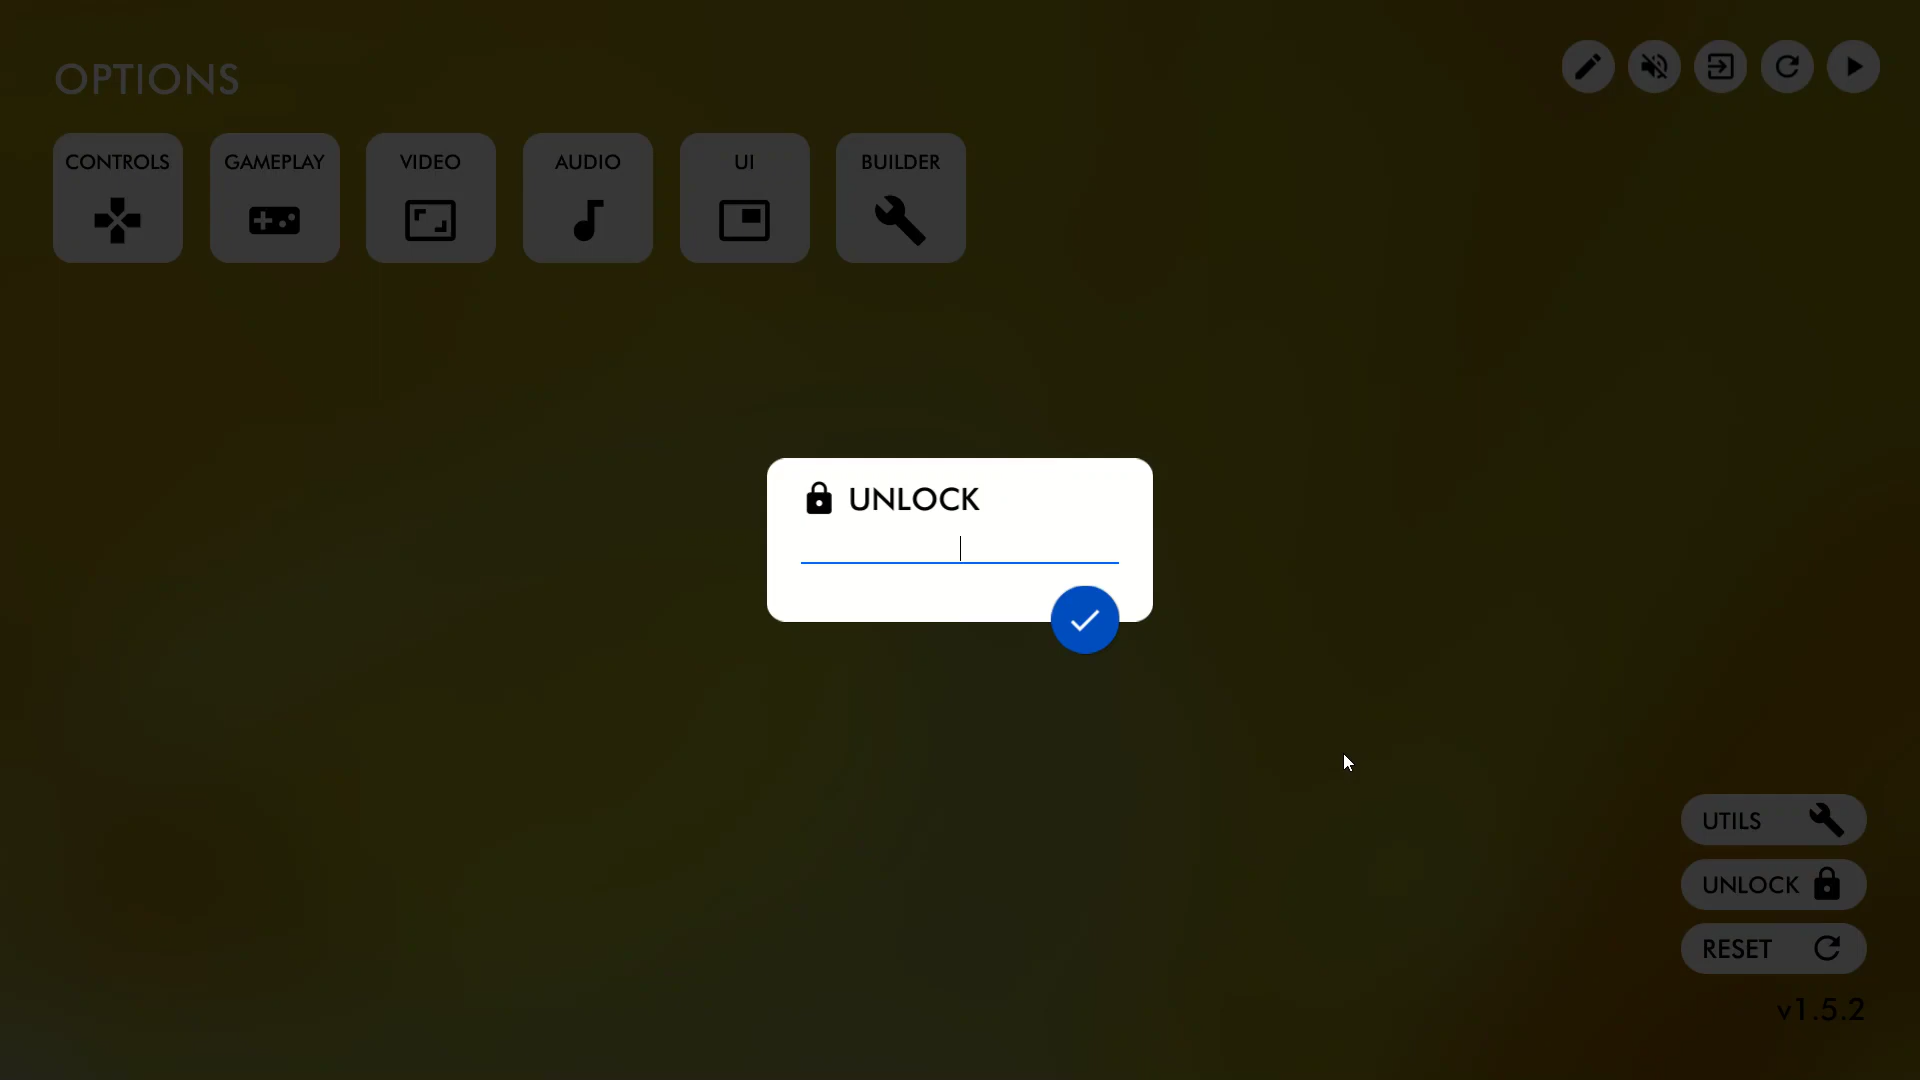 OPTIONS
CONTROLS
GAMEPLAY
VIDEO
AUDIO
UI
BUILDER
UNLOCK
UTILS
UNLOCK
RESET
v1.5.2